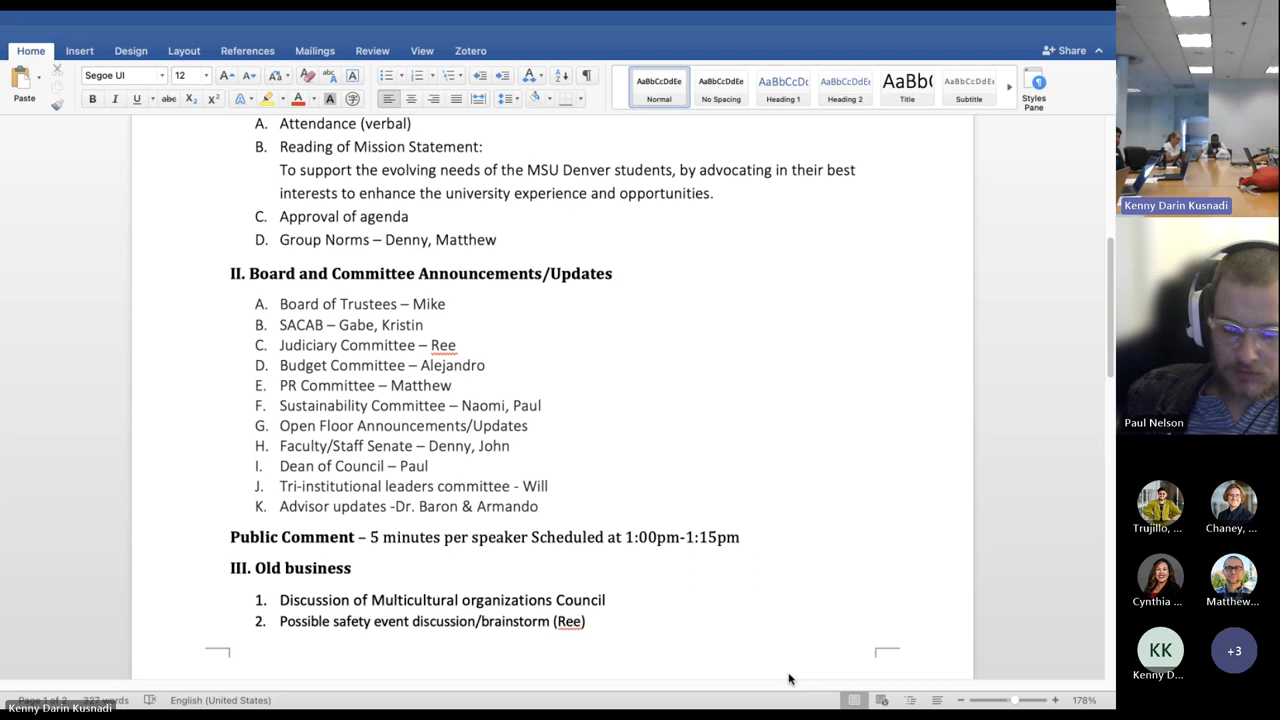 Home
Insert
Design
Layout
References
Mailings
Review
View
Zotero
Share
Paste
Segoe UI
12
AaBbCcDdEe
Normal
AaBbCcDdEe
No Spacing
AaBbCcDc
Heading 1
AaBbCcDdE
Heading 2
AaBb(
Title
AaBbCcDdEe
Subtitle
Styles
Pane
A. Attendance (verbal)
B. Reading of Mission Statement:
To support the evolving needs of the MSU Denver students, by advocating in their best
interests to enhance the university experience and opportunities.
C. Approval of agenda
D. Group Norms – Denny, Matthew
II. Board and Committee Announcements/Updates
A. Board of Trustees – Mike
B. SACAB – Gabe, Kristin
C. Judiciary Committee – Ree
D. Budget Committee – Alejandro
E. PR Committee – Matthew
F. Sustainability Committee – Naomi, Paul
G. Open Floor Announcements/Updates
H. Faculty/Staff Senate – Denny, John
I. Dean of Council – Paul
J. Tri-institutional leaders committee - Will
K. Advisor updates -Dr. Baron & Armando
Public Comment – 5 minutes per speaker Scheduled at 1:00pm-1:15pm
III. Old business
1. Discussion of Multicultural organizations Council
2. Possible safety event discussion/brainstorm (Ree)
Page 1 of 2 327 words
English (United States)
178%
Kenny Darin Kusnadi
Kenny Darin Kusnadi
Paul Nelson
Trujillo, ...
Chaney, ...
Cynthia ...
Matthew...
KK
Kenny D...
+3